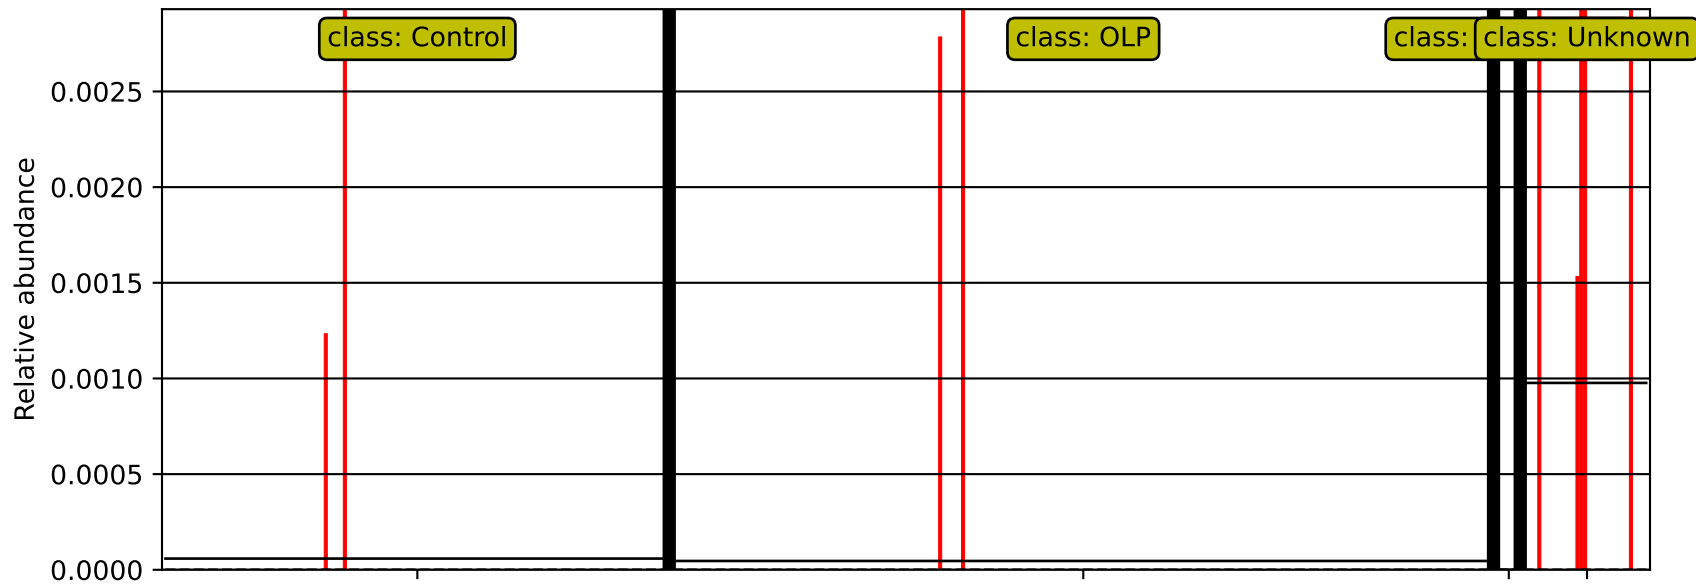 class: Control
class: OLP
class:
class: Unknown
0.0025
0.0020
0.0015
0.0010
0.0005
0.0000
Relative abundance